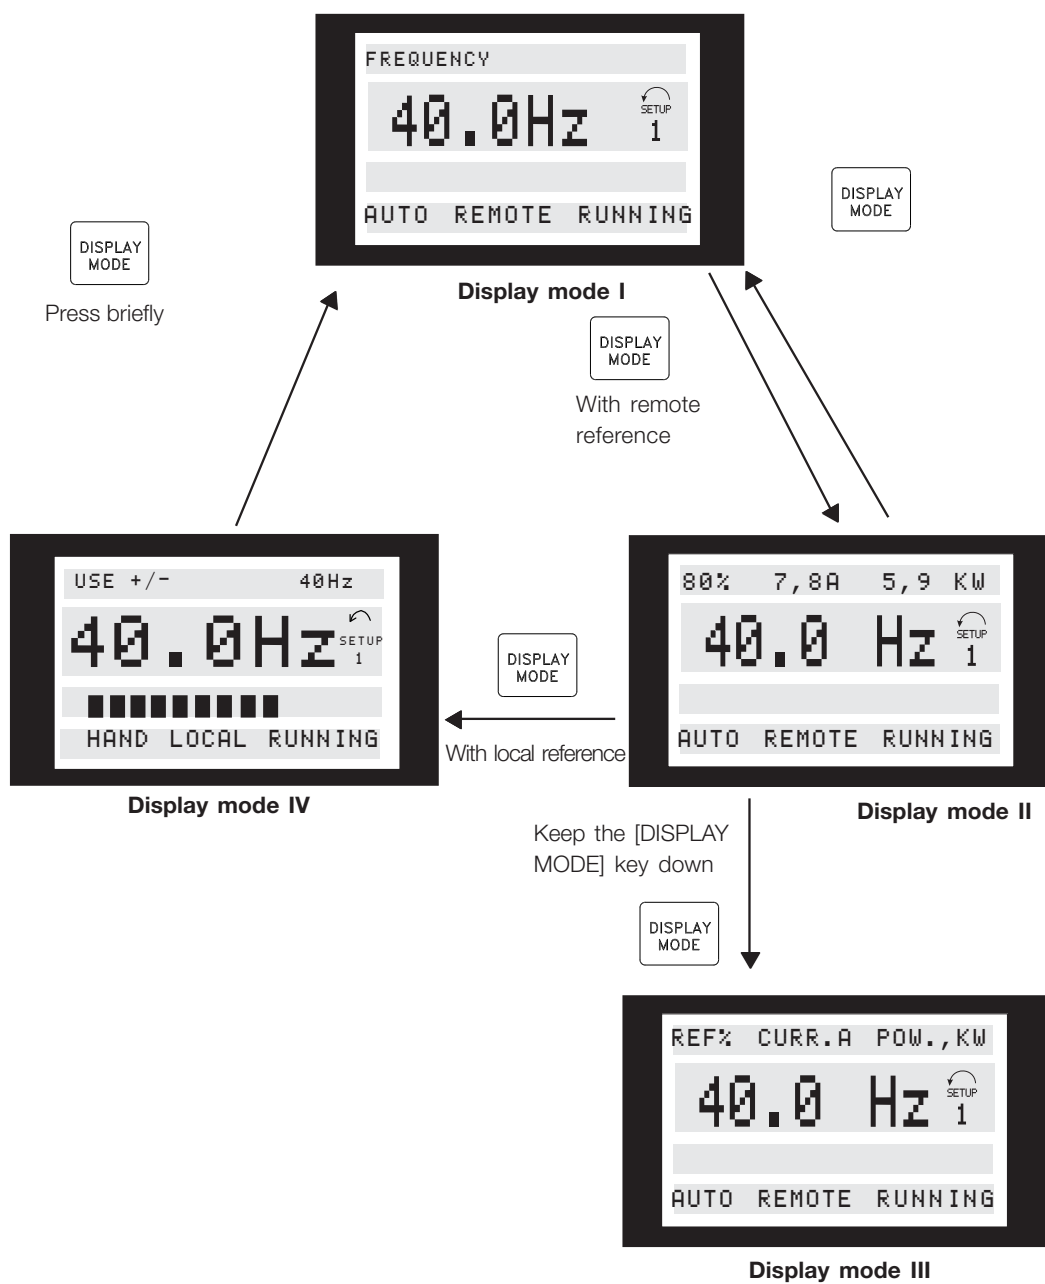 FREQUENCY
40.0Hz
SETUP
1
AUTO REMOTE RUNNING
Display mode I
DISPLAY
MODE
Press briefly
DISPLAY
MODE
DISPLAY
MODE
With remote
reference
USE +/-  40Hz
40.0Hz
SETUP
1
HAND LOCAL RUNNING
Display mode IV
DISPLAY
MODE
With local reference
80% 7,8A 5,9 KW
40.0 Hz
SETUP
1
AUTO REMOTE RUNNING
Display mode II
Keep the [DISPLAY
MODE] key down
DISPLAY
MODE
REF% CURR.A POW.,KW
40.0 Hz
SETUP
1
AUTO REMOTE RUNNING
Display mode III